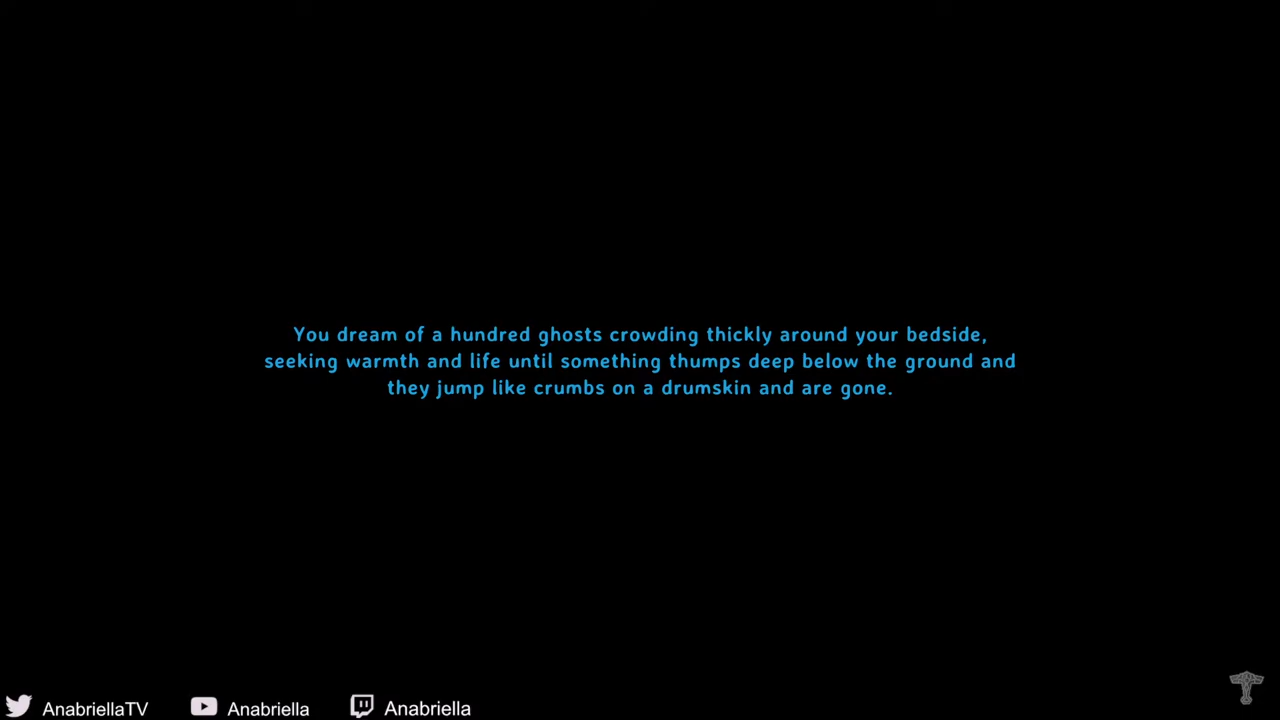 You dream of a hundred ghosts crowding thickly around your bedside,
seeking warmth and life until something thumps deep below the ground and
they jump like crumbs on a drumskin and are gone.
AnabriellaTV Anabriella Anabriella